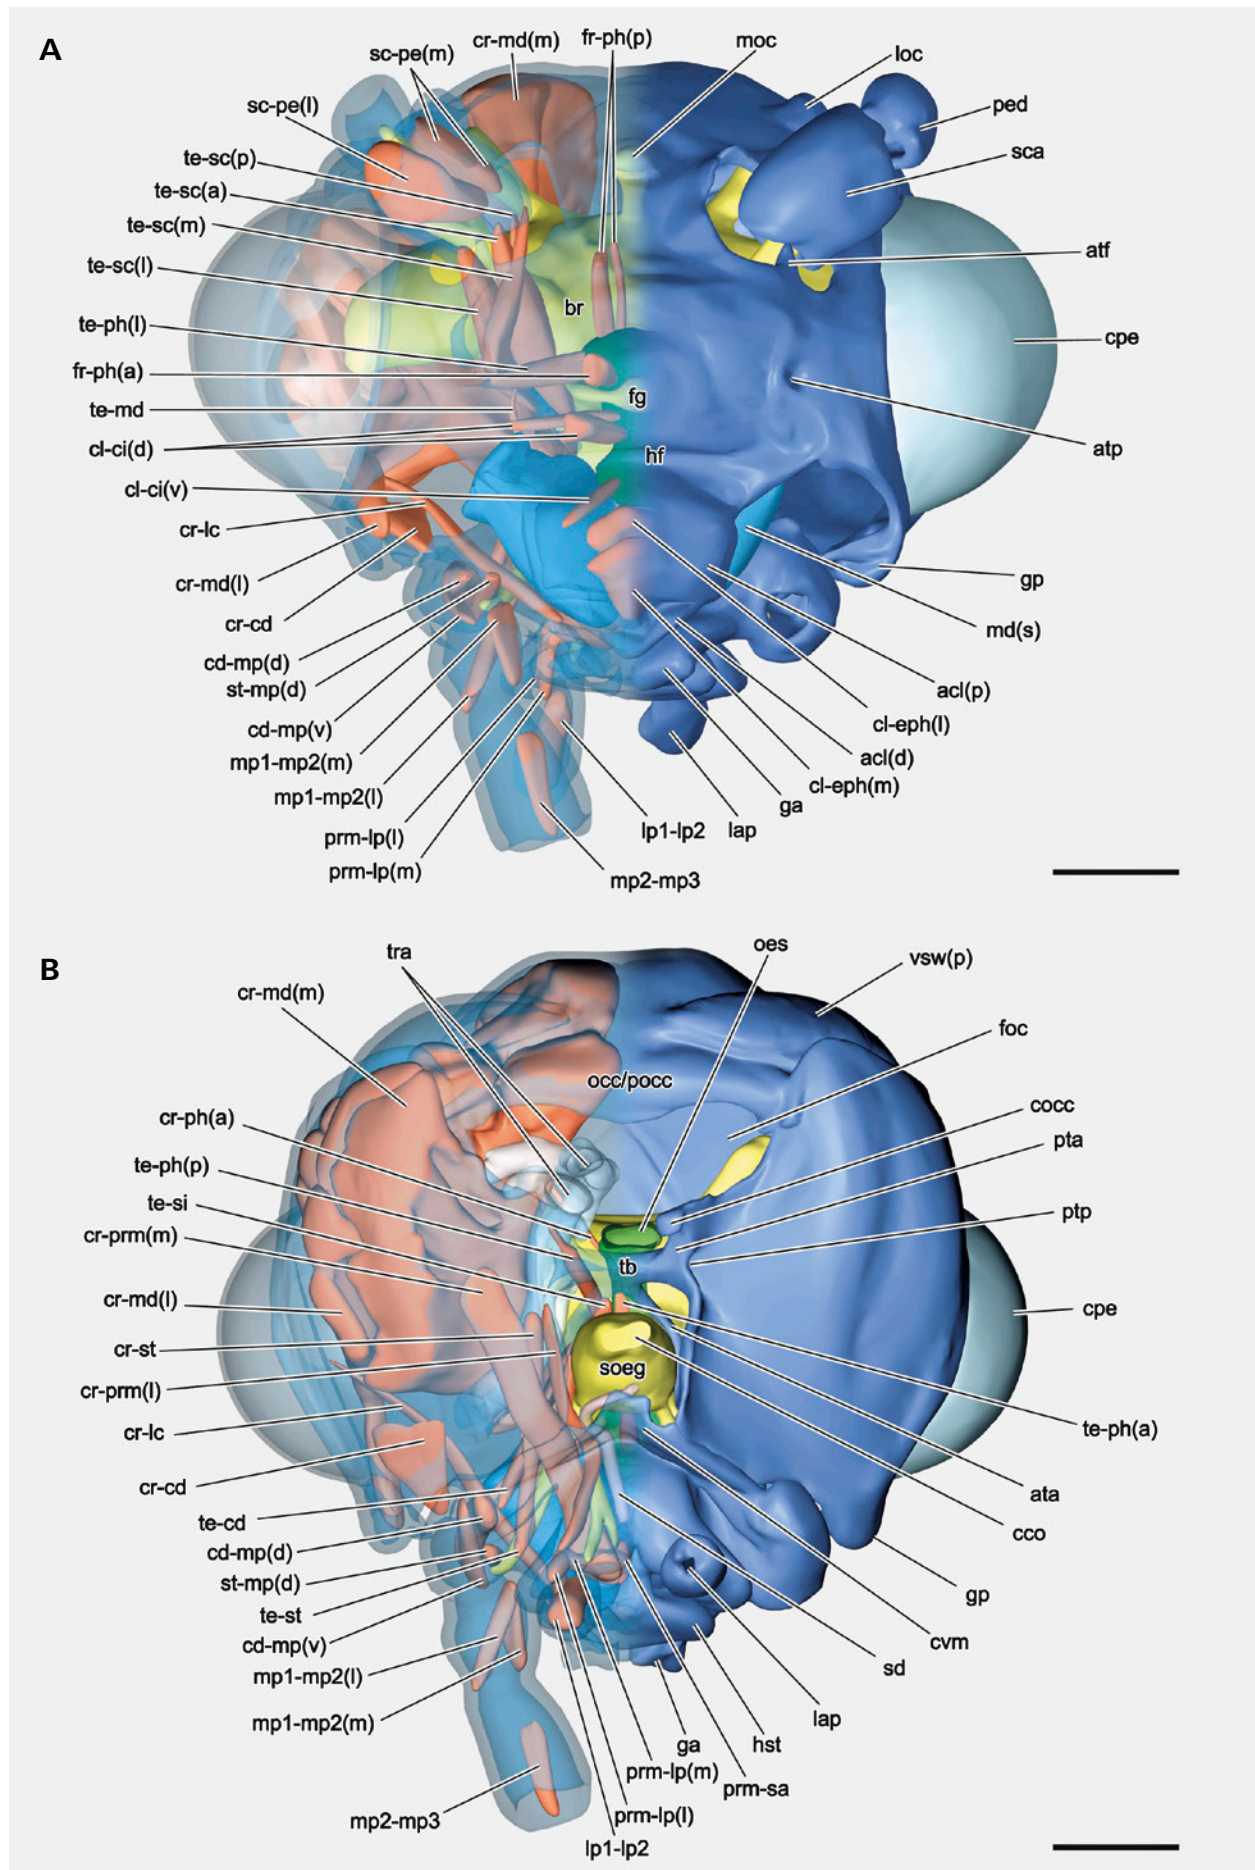 A
sc-pe(m)
cr-md(m)
fr-ph(p)
moc
loc
sc-pe(l)
ped
te-sc(p)
sca
te-sc(a)
te-sc(m)
atf
te-sc(l)
br
te-ph(l)
cpe
fr-ph(a)
fg
te-md
cl-ci(d)
atp
hf
cl-ci(v)
cr-lc
cr-md(l)
gp
cr-cd
md(s)
cd-mp(d)
st-mp(d)
acl(p)
cd-mp(v)
cl-eph(l)
mp1-mp2(m)
acl(d)
mp1-mp2(l)
cl-eph(m)
ga
prm-lp(l)
lp1-lp2
lap
prm-lp(m)
mp2-mp3
B
tra
oes
vsw(p)
cr-md(m)
foc
occ/pocc
cocc
cr-ph(a)
pta
te-ph(p)
te-si
ptp
cr-prm(m)
tb
cr-md(l)
cpe
cr-st
soeg
cr-prm(l)
te-ph(a)
cr-lc
cr-cd
ata
te-cd
cco
cd-mp(d)
st-mp(d)
gp
te-st
cvm
cd-mp(v)
sd
mp1-mp2(l)
lap
mp1-mp2(m)
ga
hst
prm-lp(m)
prm-sa
mp2-mp3
prm-lp(l)
lp1-lp2